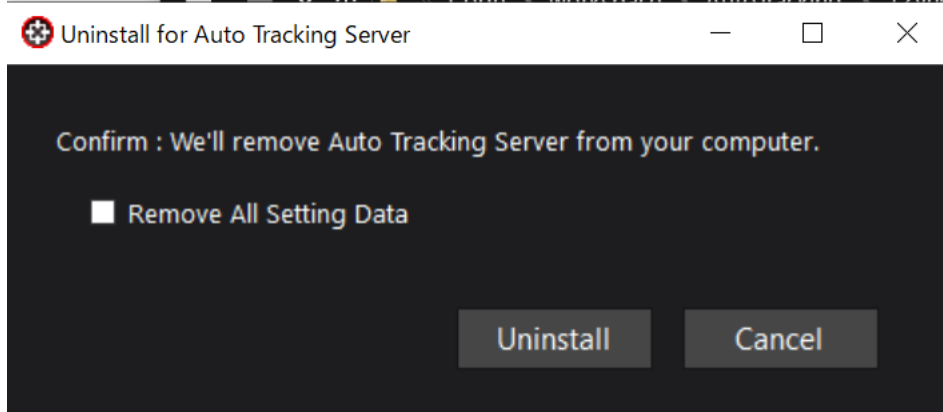 Uninstall for Auto Tracking Server
Confirm : We'll remove Auto Tracking Server from your computer.
Remove All Setting Data
Uninstall Cancel